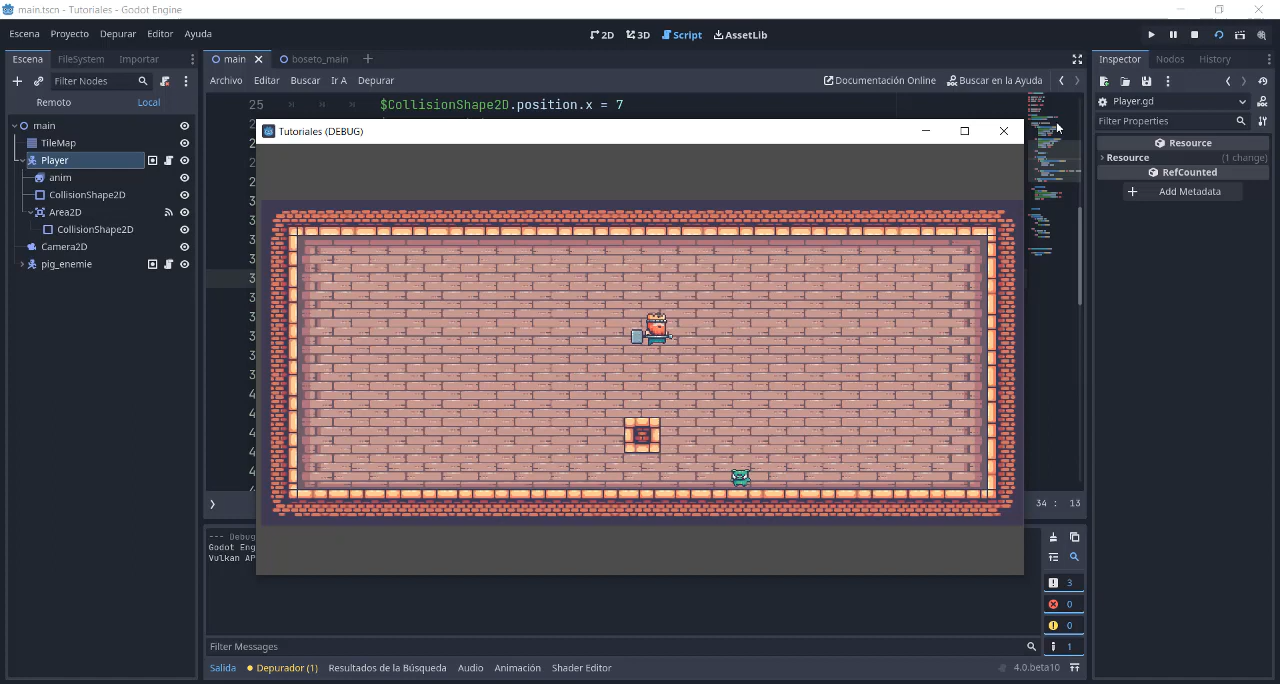 main.tscn - Tutoriales - Godot Engine
Escena Proyecto Depurar Editor Ayuda
2D 3D Script AssetLib
Escena FileSystem Importar
main boseto_main
Inspector Nodos History
Filter Nodes
Archivo Editar Buscar Ir A Depurar
Documentación Online Buscar en la Ayuda
Remoto Local
25 $CollisionShape2D.position.x = 7
Player.gd
Filter Properties
main
TileMap
Player
anim
CollisionShape2D
Area2D
CollisionShape2D
Camera2D
pig_enemie
Tutoriales (DEBUG)
Resource
Resource (1 change)
RefCounted
Add Metadata
34 : 13
--- Debug
Godot Eng
Vulkan AP
3
0
0
1
Filter Messages
Salida Depurador (1) Resultados de la Búsqueda Audio Animación Shader Editor
4.0.beta10